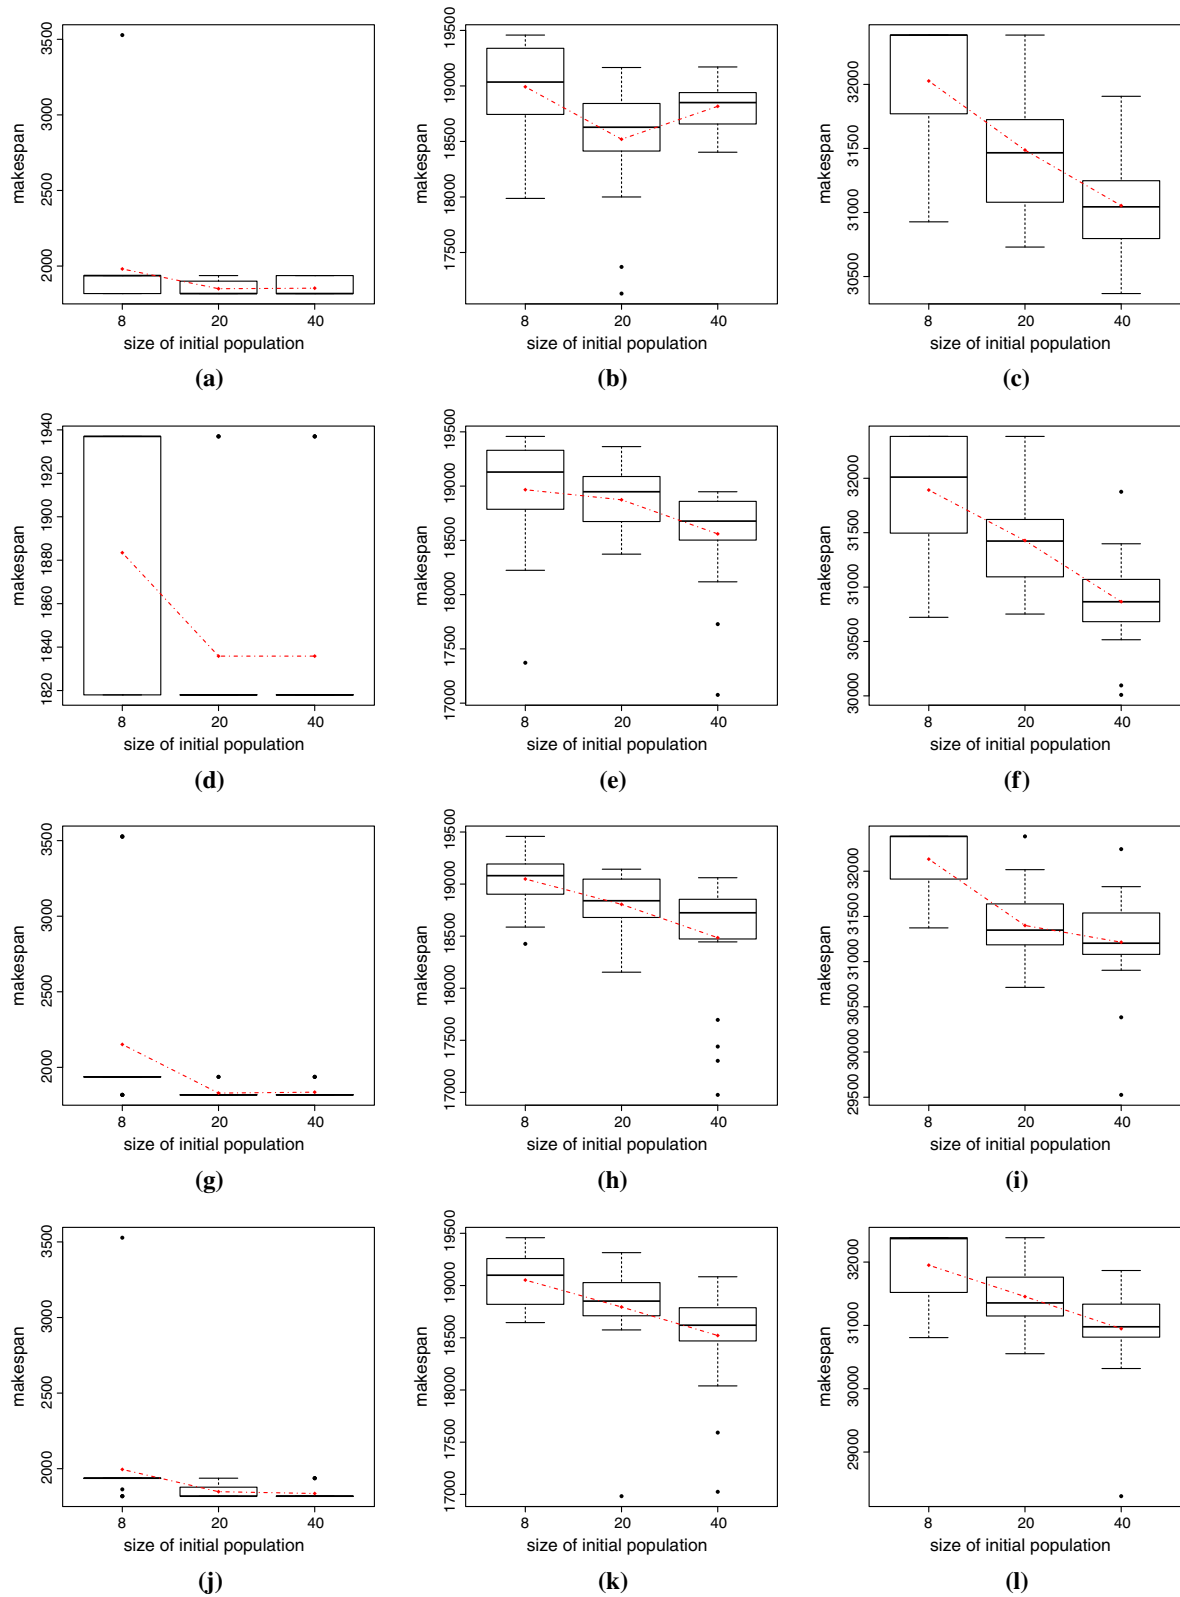 3500
3000
2500
2000
makespan
8 20 40
size of initial population
(a)
19500
19000
18500
18000
17500
makespan
8 20 40
size of initial population
(b)
32000
31500
31000
30500
makespan
8 20 40
size of initial population
(c)
1940
1920
1900
1880
1860
1840
1820
makespan
8 20 40
size of initial population
(d)
19500
19000
18500
18000
17500
17000
makespan
8 20 40
size of initial population
(e)
32000
31500
31000
30500
30000
makespan
8 20 40
size of initial population
(f)
3500
3000
2500
2000
makespan
8 20 40
size of initial population
(g)
19500
19000
18500
18000
17500
17000
makespan
8 20 40
size of initial population
(h)
32000
31500
31000
30500
30000
29500
makespan
8 20 40
size of initial population
(i)
3500
3000
2500
2000
makespan
8 20 40
size of initial population
(j)
19500
19000
18500
18000
17500
17000
makespan
8 20 40
size of initial population
(k)
32000
31000
30000
29000
makespan
8 20 40
size of initial population
(l)